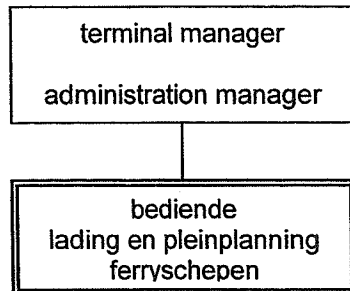 terminal manager
administration manager
bediende
lading en pleinplanning
ferryschepen